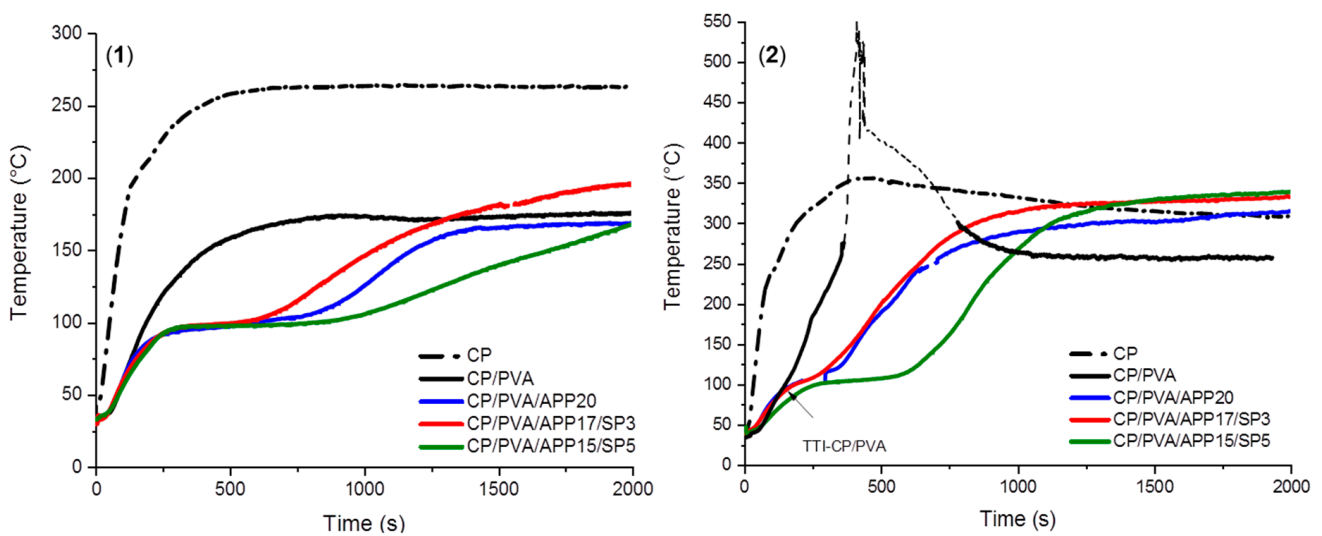 (1)
Temperature (°C)
300
250
200
150
100
50
0
CP
CP/PVA
CP/PVA/APP20
CP/PVA/APP17/SP3
CP/PVA/APP15/SP5
0 500 1000 1500 2000
Time (s)
(2)
Temperature (°C)
550
500
450
400
350
300
250
200
150
100
50
0
CP
CP/PVA
CP/PVA/APP20
CP/PVA/APP17/SP3
CP/PVA/APP15/SP5
TTI-CP/PVA
0 500 1000 1500 2000
Time (s)